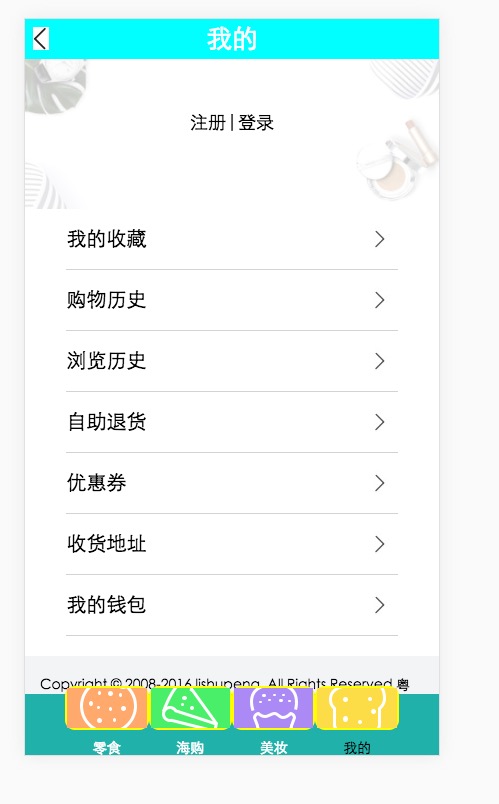 我的
注册 | 登录
我的收藏
购物历史
浏览历史
自助退货
优惠券
收货地址
我的钱包
Copyright © 2008-2016 lishupeng. All Rights Reserved 粤
零食 海购 美妆 我的